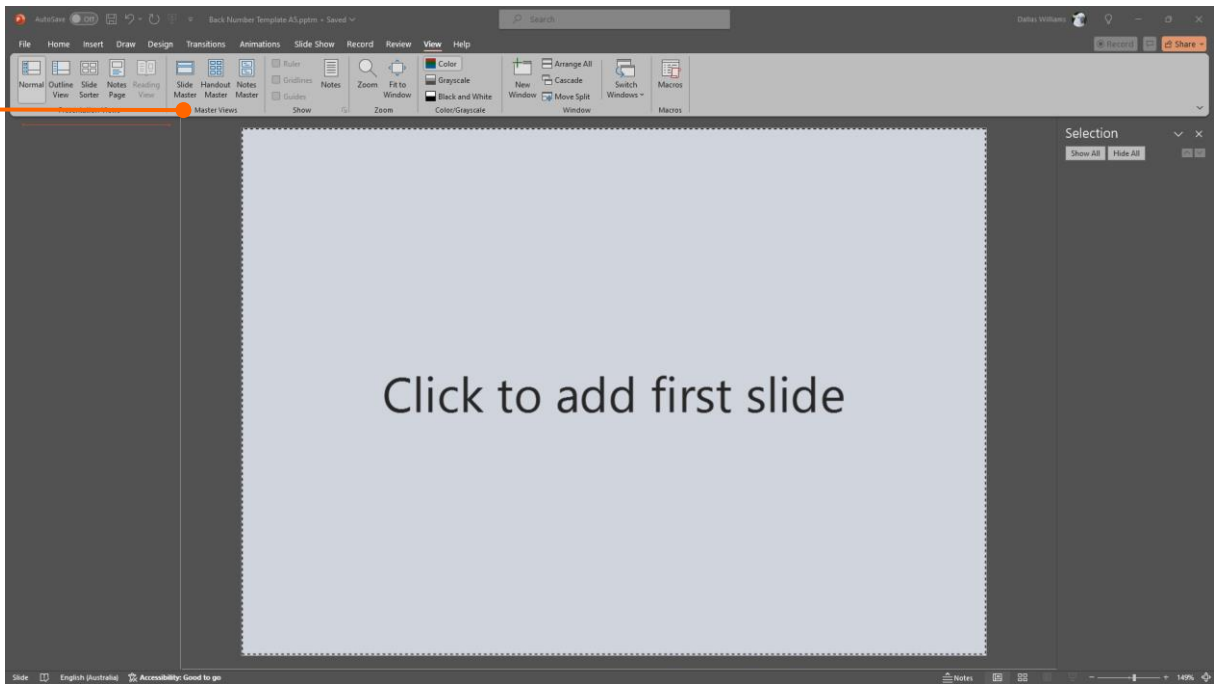 AutoSave Off Back Number Template A5.pptm • Saved Search Dallas Williams
File Home Insert Draw Design Transitions Animations Slide Show Record Review View Help Record Share
Normal Outline View Slide Sorter Notes Page Reading View
Slide Master Handout Master Notes Master
Master Views
Ruler
Gridlines
Guides
Notes
Show
Zoom Fit to Window
Zoom
Color
Grayscale
Black and White
Color/Grayscale
New Window
Arrange All
Cascade
Move Split
Switch Windows
Window
Macros
Macros
Selection
Show All Hide All
Click to add first slide
Slide English (Australia) Accessibility: Good to go Notes 149%